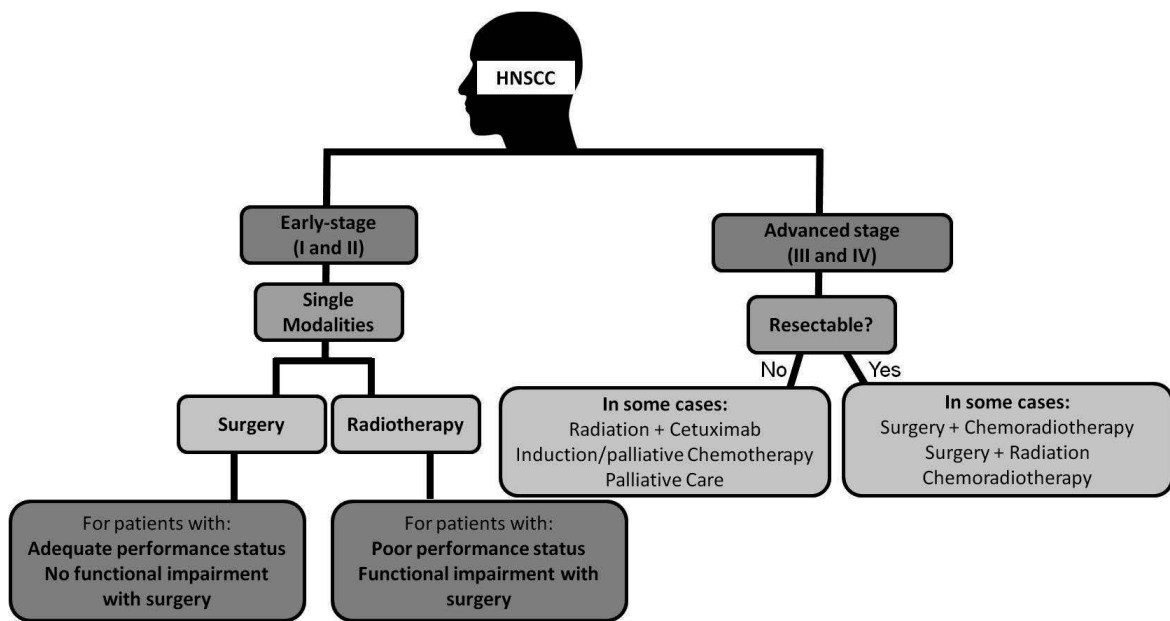 HNSCC
Early-stage
(I and II)
Advanced stage
(III and IV)
Single
Modalities
Resectable?
No
Yes
Surgery
Radiotherapy
In some cases:
Radiation + Cetuximab
Induction/palliative Chemotherapy
Palliative Care
In some cases:
Surgery + Chemoradiotherapy
Surgery + Radiation
Chemoradiotherapy
For patients with:
Adequate performance status
No functional impairment
with surgery
For patients with:
Poor performance status
Functional impairment with
surgery